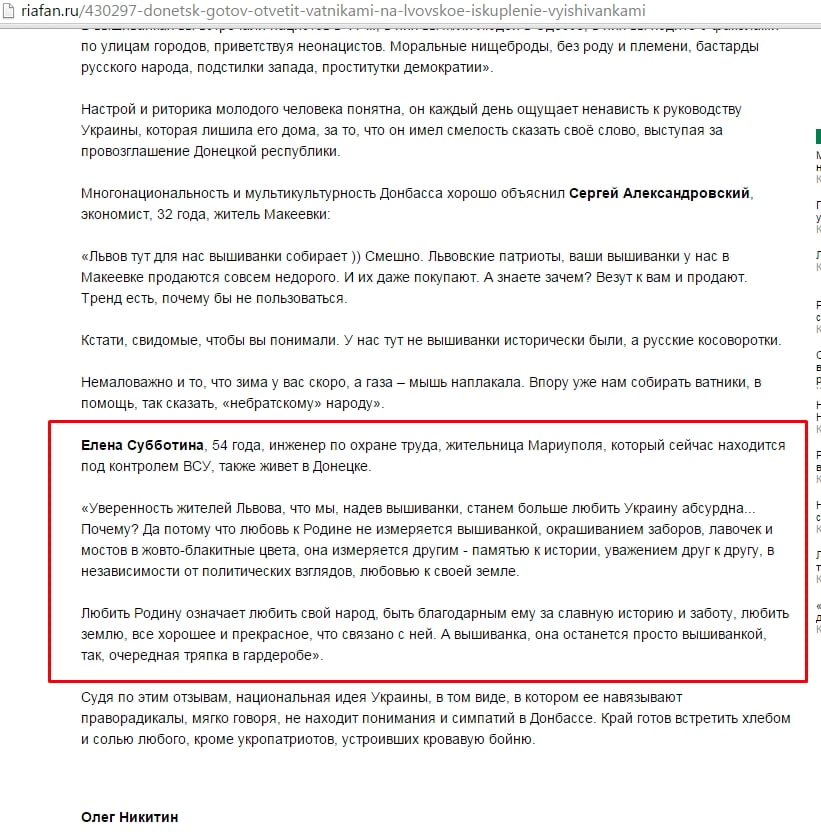 riafan.ru/430297-donetsk-gotov-otvetit-vatnikami-na-lvovskoe-iskuplenie-vyishivankami
по улицам городов, приветствуя неонацистов. Моральные нищеброды, без роду и племени, бастарды
русского народа, подстилки запада, проститутки демократии».
Настрой и риторика молодого человека понятна, он каждый день ощущает ненависть к руководству
Украины, которая лишила его дома, за то, что он имел смелость сказать своё слово, выступая за
провозглашение Донецкой республики.
Многонациональность и мультикультурность Донбасса хорошо объяснил Сергей Александровский,
экономист, 32 года, житель Макеевки:
«Львов тут для нас вышиванки собирает )) Смешно. Львовские патриоты, ваши вышиванки у нас в
Макеевке продаются совсем недорого. И их даже покупают. А знаете зачем? Везут к вам и продают.
Тренд есть, почему бы не пользоваться.
Кстати, свидомые, чтобы вы понимали. У нас тут не вышиванки исторически были, а русские косоворотки.
Немаловажно и то, что зима у вас скоро, а газа – мышь наплакала. Впору уже нам собирать ватники, в
помощь, так сказать, «небратскому» народу».
Елена Субботина, 54 года, инженер по охране труда, жительница Мариуполя, который сейчас находится
под контролем ВСУ, также живет в Донецке.
«Уверенность жителей Львова, что мы, надев вышиванки, станем больше любить Украину абсурдна...
Почему? Да потому что любовь к Родине не измеряется вышиванкой, окрашиванием заборов, лавочек и
мостов в жовто-блакитные цвета, она измеряется другим - памятью к истории, уважением друг к другу, в
независимости от политических взглядов, любовью к своей земле.
Любить Родину означает любить свой народ, быть благодарным ему за славную историю и заботу, любить
землю, все хорошее и прекрасное, что связано с ней. А вышиванка, она останется просто вышиванкой,
так, очередная тряпка в гардеробе».
Судя по этим отзывам, национальная идея Украины, в том виде, в котором ее навязывают
праворадикалы, мягко говоря, не находит понимания и симпатий в Донбассе. Край готов встретить хлебом
и солью любого, кроме укропатриотов, устроивших кровавую бойню.
Олег Никитин